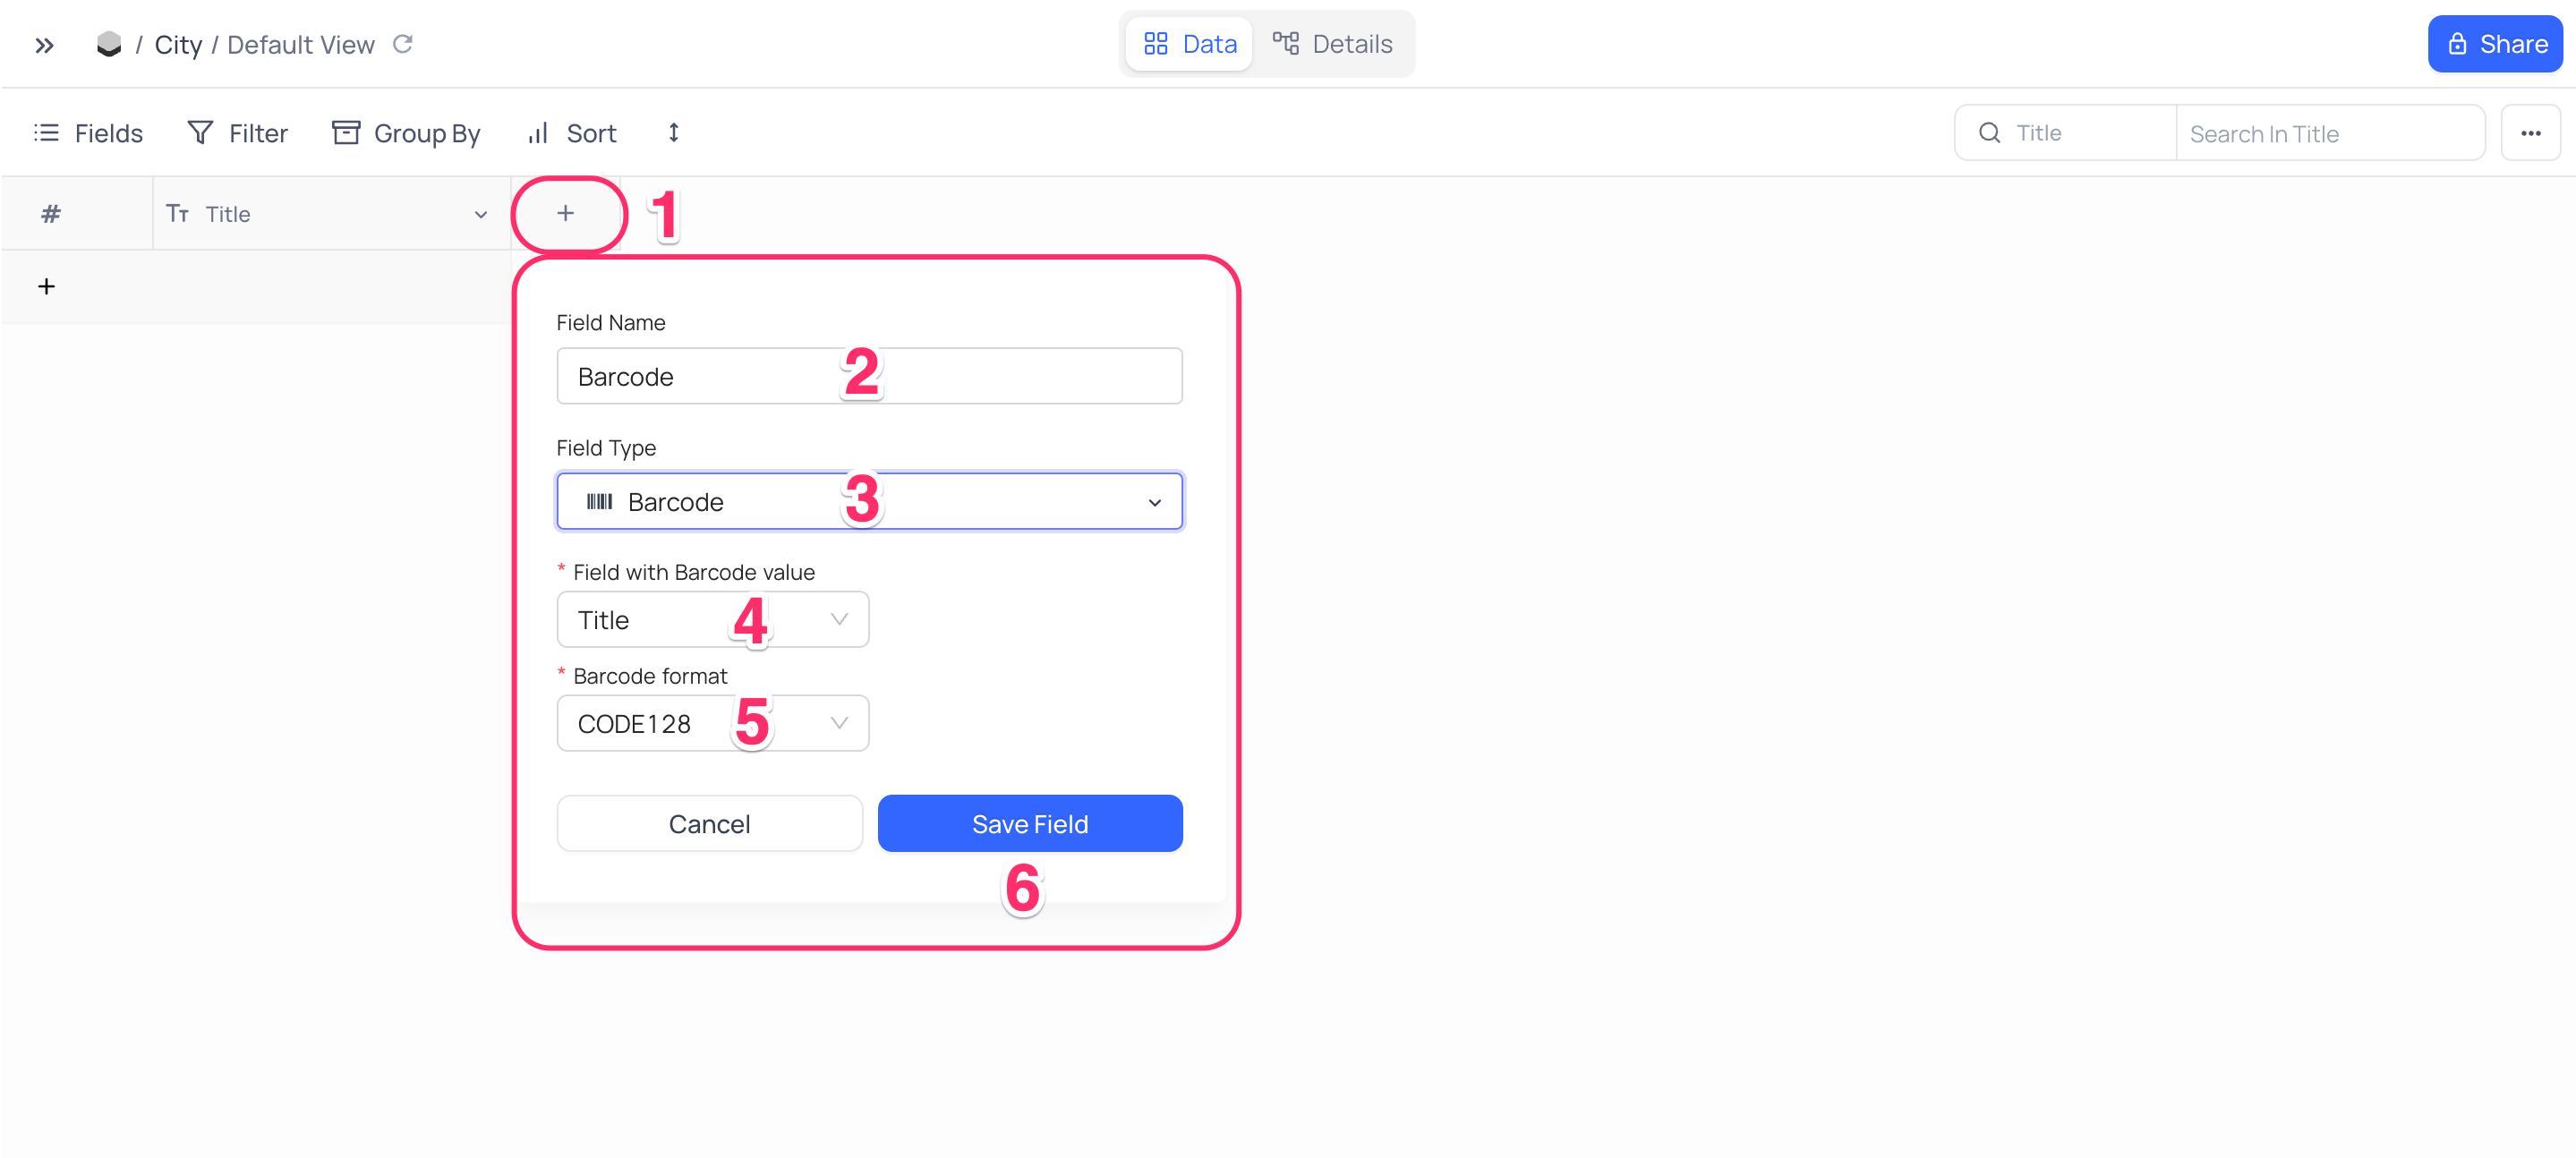 / City / Default View
Data Details
Share
Fields Filter Group By Sort
Title Search In Title
# TT Title + 1
+
Field Name
Barcode 2
Field Type
Barcode 3
* Field with Barcode value
Title 4
* Barcode format
CODE128 5
Cancel Save Field
6